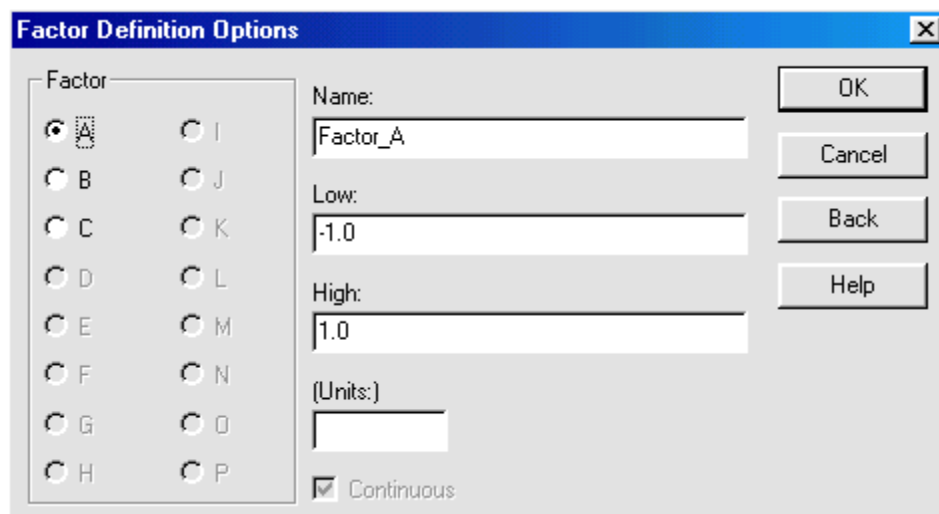 Factor Definition Options
Factor
A
I
B
J
C
K
D
L
E
M
F
N
G
O
H
P
Name:
Factor_A
Low:
-1.0
High:
1.0
(Units:)
Continuous
OK
Cancel
Back
Help